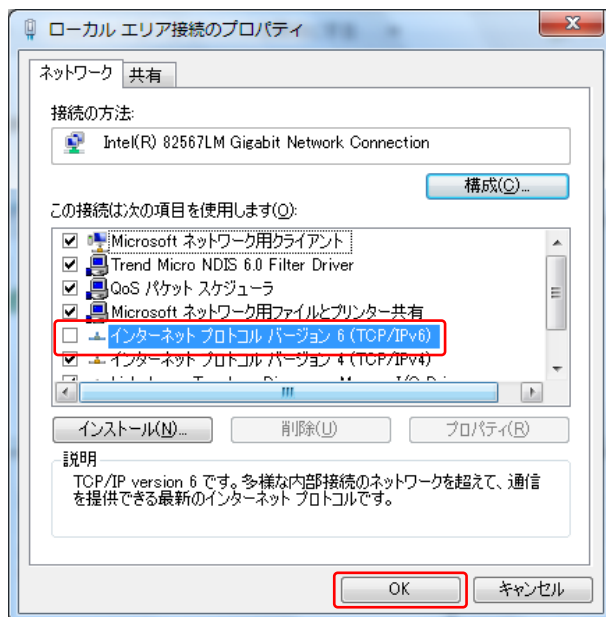 ローカル エリア接続のプロパティ
ネットワーク 共有
接続の方法:
Intel(R) 82567LM Gigabit Network Connection
構成(C)...
この接続は次の項目を使用します(O):
Microsoft ネットワーク用クライアント
Trend Micro NDIS 6.0 Filter Driver
QoS パケット スケジューラ
Microsoft ネットワーク用ファイルとプリンター共有
インターネット プロトコル バージョン 6 (TCP/IPv6)
インターネット プロトコル バージョン 4 (TCP/IPv4)
インストール(N)... 削除(U) プロパティ(R)
説明
TCP/IP version 6 です。多様な内部接続のネットワークを超えて、通信
を提供できる最新のインターネット プロトコルです。
OK キャンセル